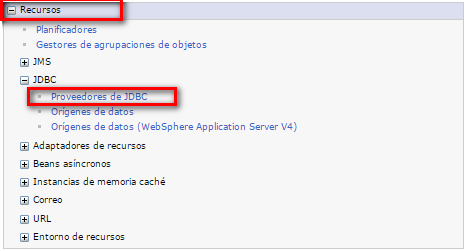 Recursos
Planificadores
Gestores de agrupaciones de objetos
JMS
JDBC
Proveedores de JDBC
Orígenes de datos
Orígenes de datos (WebSphere Application Server V4)
Adaptadores de recursos
Beans asíncronos
Instancias de memoria caché
Correo
URL
Entorno de recursos